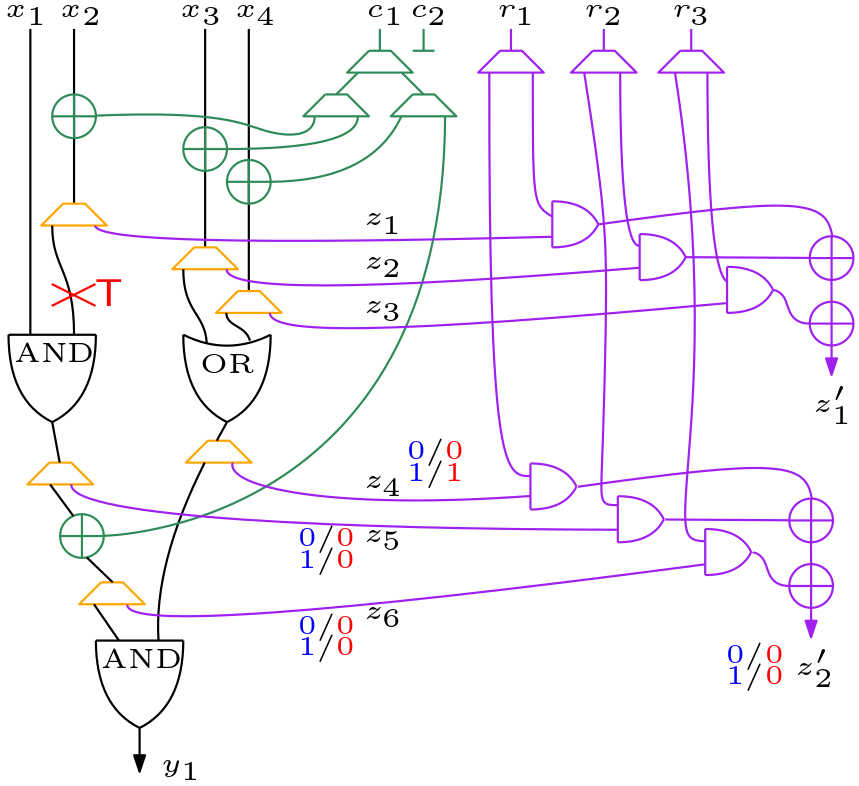 x₁ x₂ x₃ x₄ c₁ c₂ r₁ r₂ r₃
z₁
z₂
z₃
T
AND
OR
z′₁
0/0
1/1
z₄
0/0
1/0
z₅
0/0
1/0
z₆
0/0
1/0
z′₂
AND
y₁